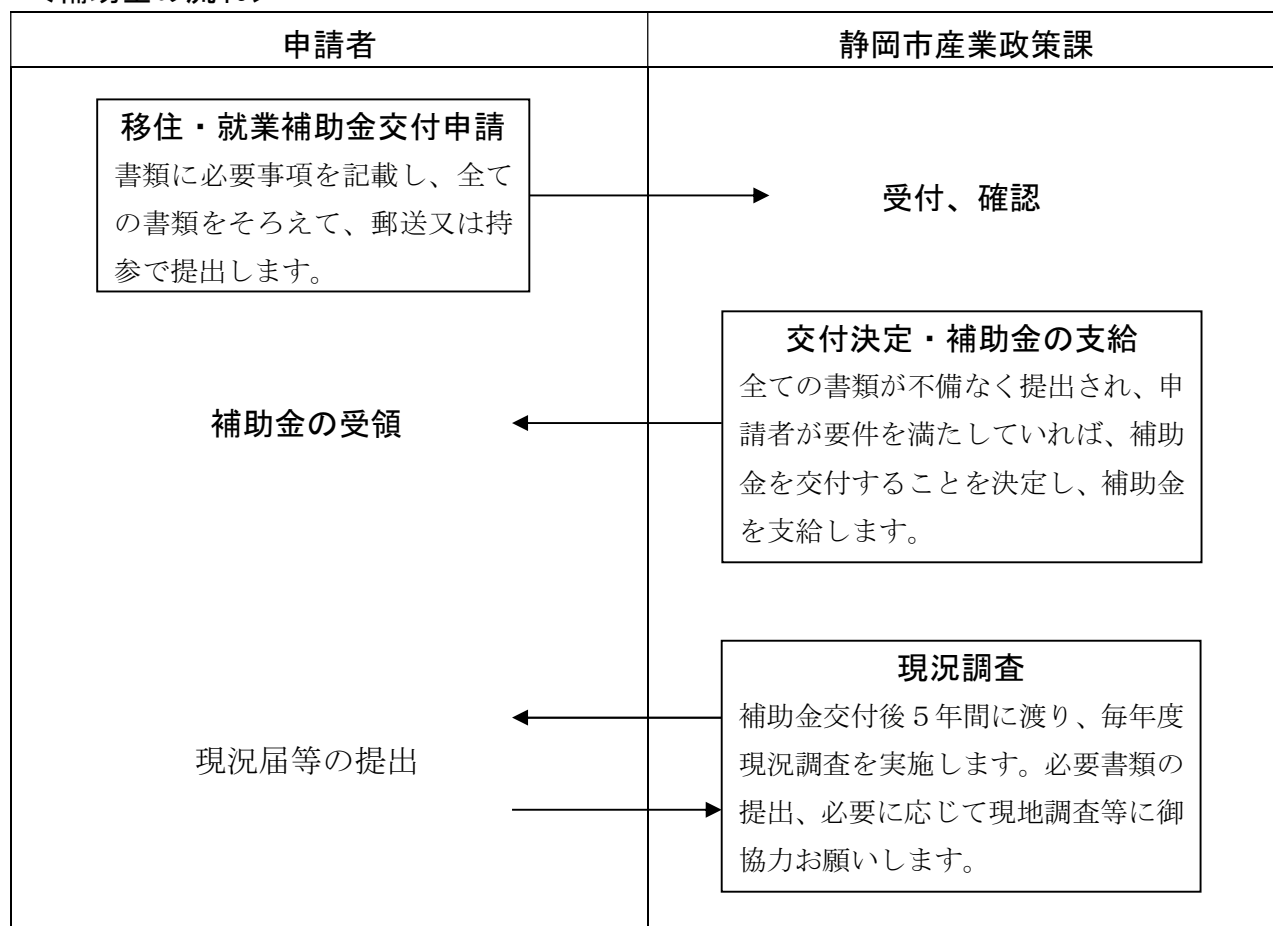 申請者
静岡市産業政策課
移住・就業補助金交付申請
書類に必要事項を記載し、全て
の書類をそろえて、郵送又は持
参で提出します。
受付、確認
交付決定・補助金の支給
全ての書類が不備なく提出され、申
請者が要件を満たしていれば、補助
金を交付することを決定し、補助金
を支給します。
補助金の受領
現況調査
補助金交付後５年間に渡り、毎年度
現況調査を実施します。必要書類の
提出、必要に応じて現地調査等に御
協力お願いします。
現況届等の提出